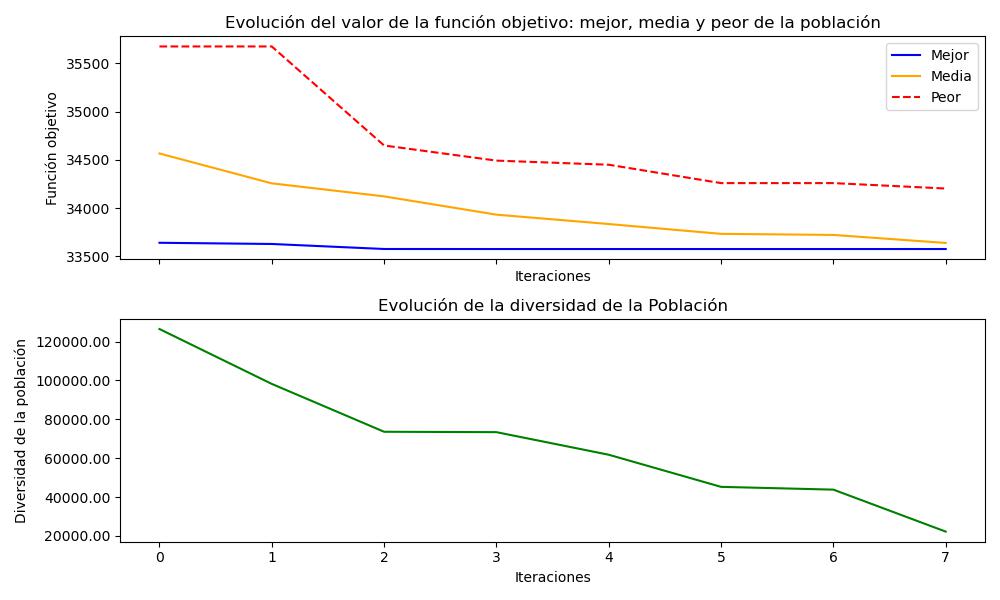 Evolución del valor de la función objetivo: mejor, media y peor de la población
35500
35000
34500
34000
33500
Función objetivo
Mejor
Media
Peor
Iteraciones
Evolución de la diversidad de la Población
120000.00
100000.00
80000.00
60000.00
40000.00
20000.00
Diversidad de la población
0 1 2 3 4 5 6 7
Iteraciones